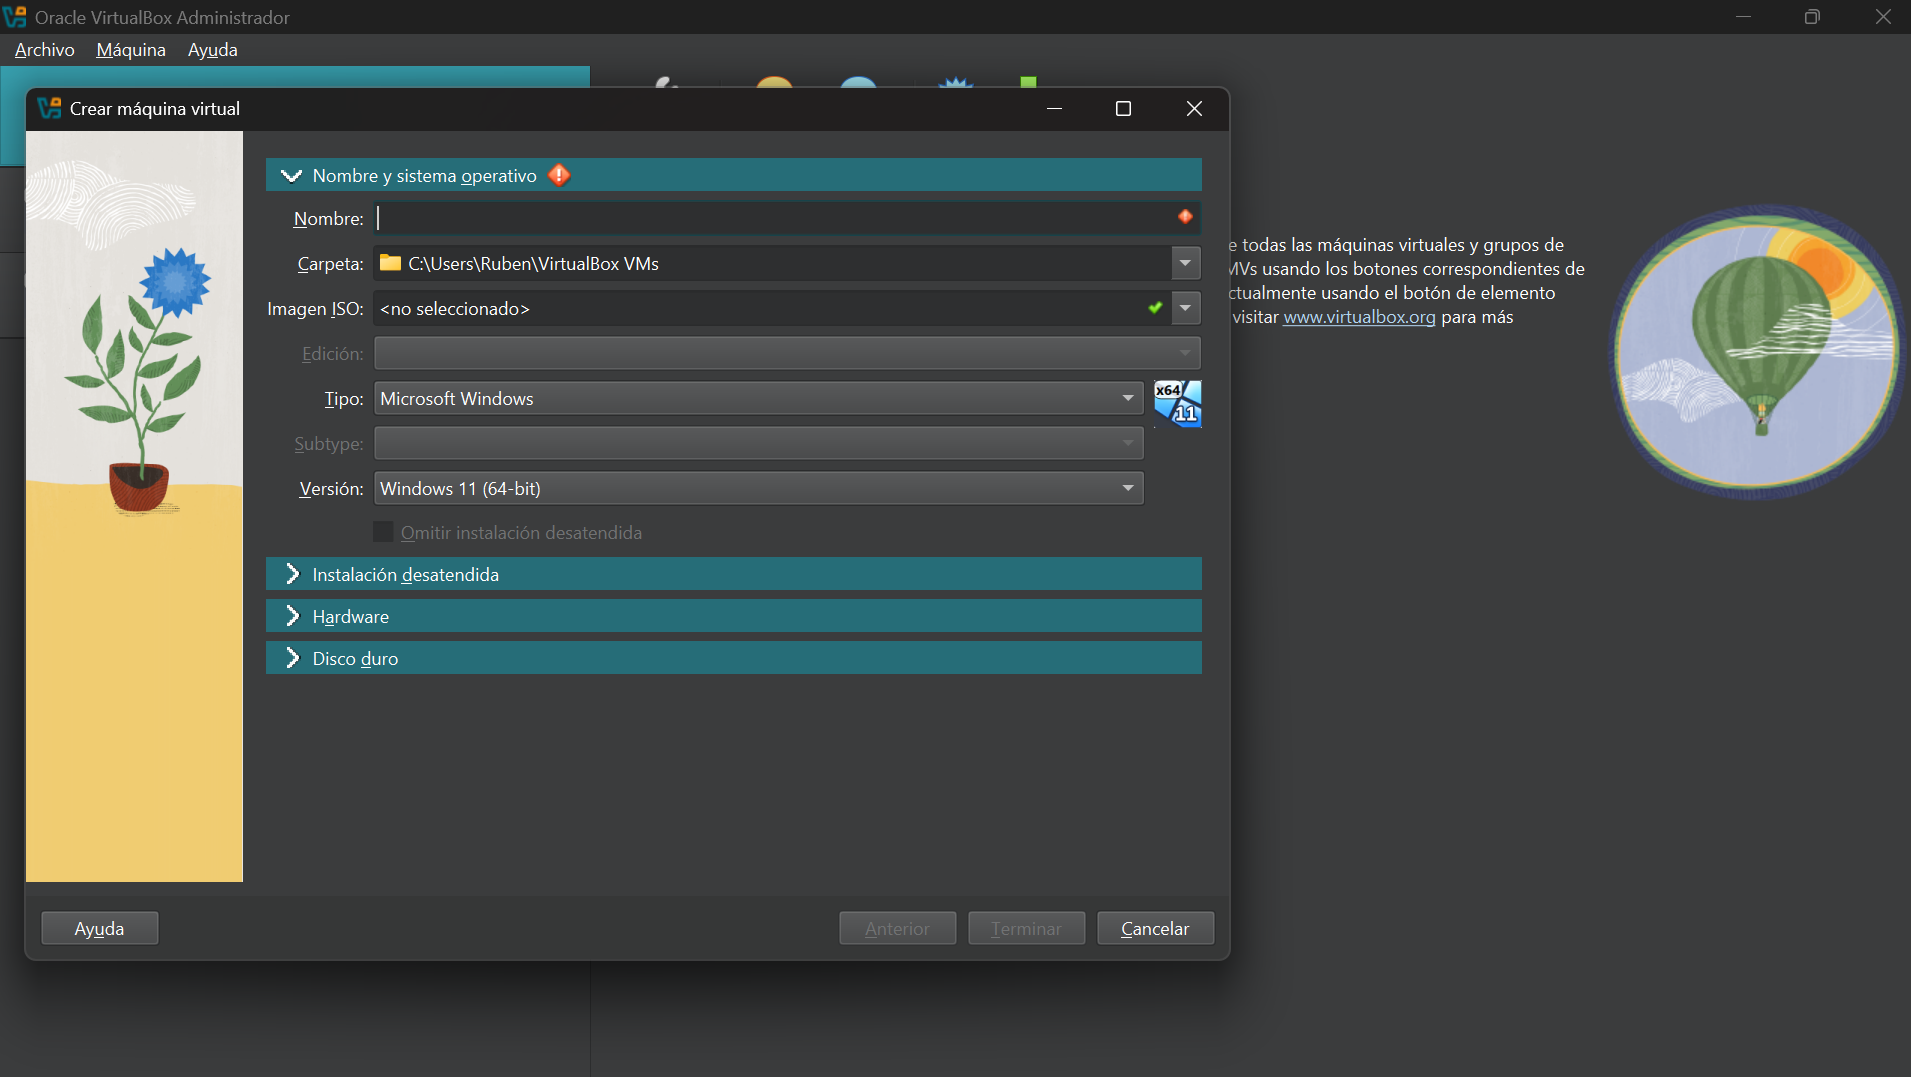 Oracle VirtualBox Administrador
Archivo Máquina Ayuda
Crear máquina virtual
Nombre y sistema operativo
Nombre:
Carpeta: C:\Users\Ruben\VirtualBox VMs
Imagen ISO: <no seleccionado>
Edición:
Tipo: Microsoft Windows
x64
11
Subtype:
Versión: Windows 11 (64-bit)
Omitir instalación desatendida
Instalación desatendida
Hardware
Disco duro
Ayuda Anterior Terminar Cancelar
e todas las máquinas virtuales y grupos de
MVs usando los botones correspondientes de
ctualmente usando el botón de elemento
visitar www.virtualbox.org para más